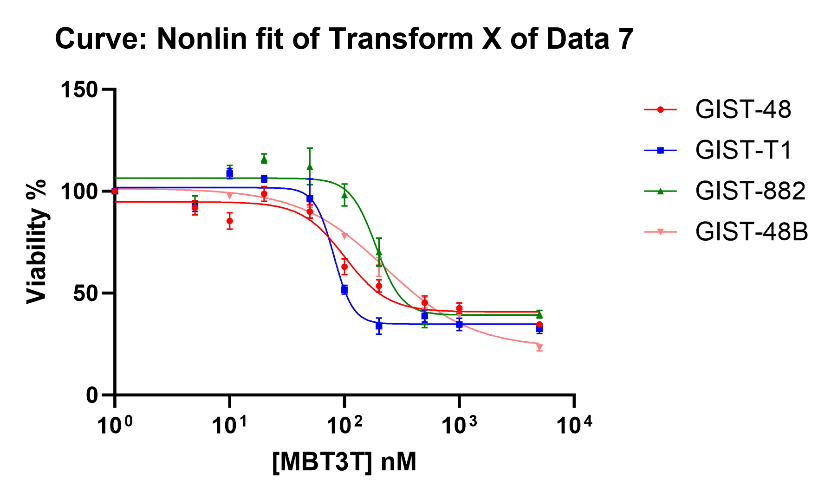 Curve: Nonlin fit of Transform X of Data 7
150
100
50
0
Viability %
10⁰
10¹
10²
10³
10⁴
[MBT3T] nM
GIST-48
GIST-T1
GIST-882
GIST-48B